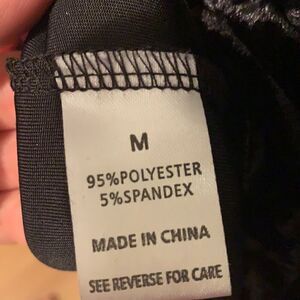 M
95%POLYESTER
5%SPANDEX
MADE IN CHINA
SEE REVERSE FOR CARE